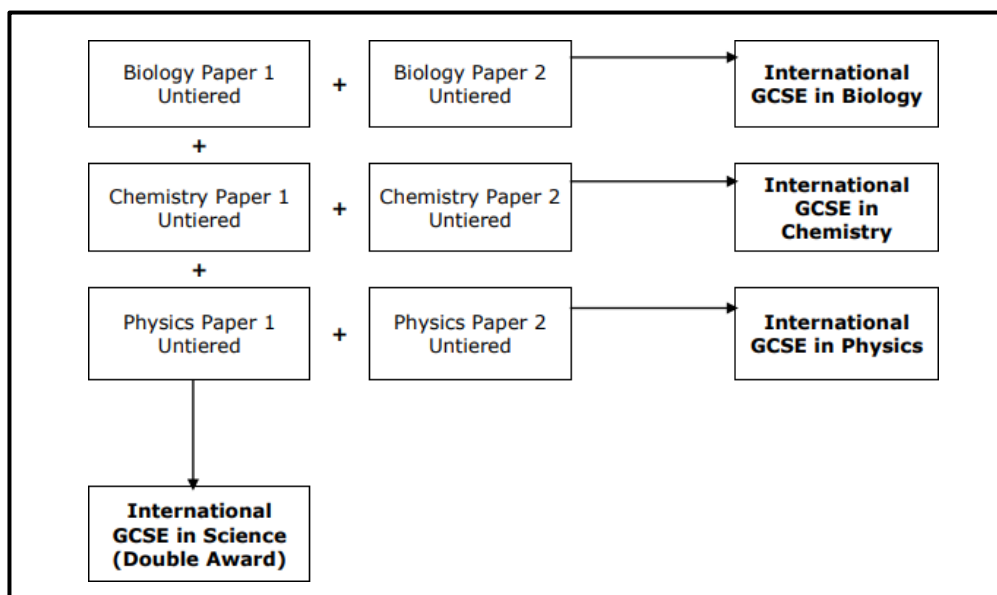 Biology Paper 1
Untiered
+
Biology Paper 2
Untiered
International
GCSE in Biology
+
Chemistry Paper 1
Untiered
+
Chemistry Paper 2
Untiered
International
GCSE in
Chemistry
+
Physics Paper 1
Untiered
+
Physics Paper 2
Untiered
International
GCSE in Physics
International
GCSE in Science
(Double Award)